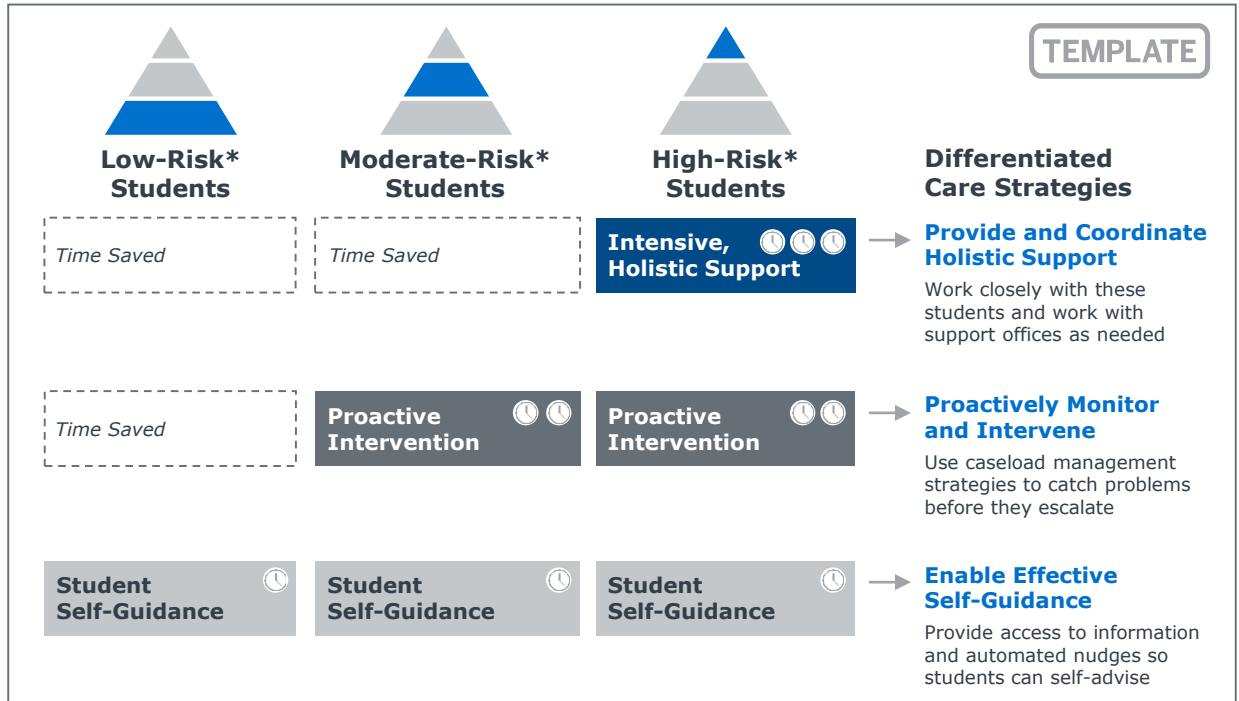 TEMPLATE
Low-Risk*
Students
Moderate-Risk*
Students
High-Risk*
Students
Differentiated
Care Strategies
Time Saved
Time Saved
Intensive,
Holistic Support
Provide and Coordinate
Holistic Support
Work closely with these
students and work with
support offices as needed
Time Saved
Proactive
Intervention
Proactive
Intervention
Proactively Monitor
and Intervene
Use caseload management
strategies to catch problems
before they escalate
Student
Self-Guidance
Student
Self-Guidance
Student
Self-Guidance
Enable Effective
Self-Guidance
Provide access to information
and automated nudges so
students can self-advise